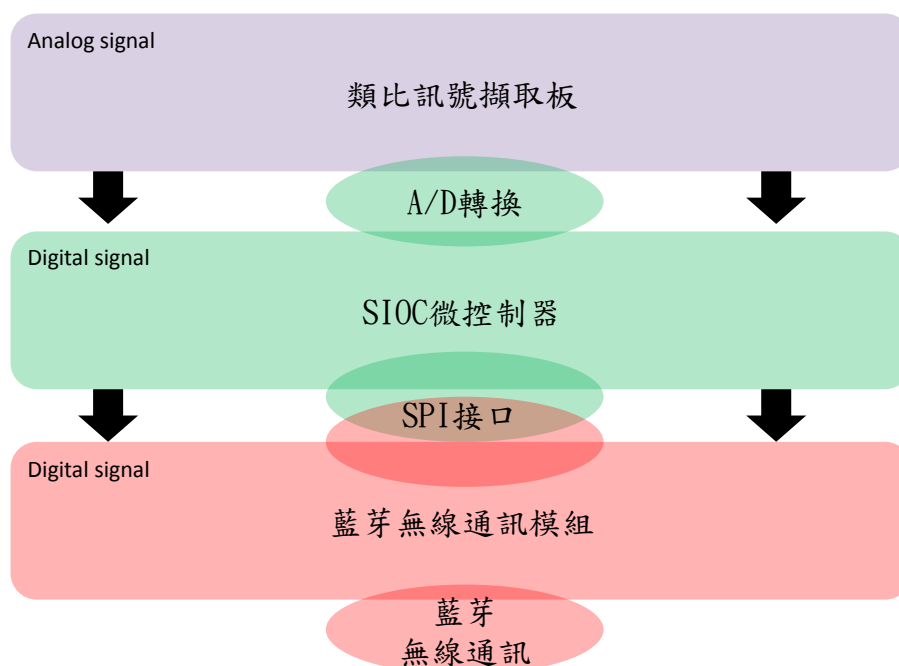 Analog signal
類比訊號擷取板
A/D轉換
Digital signal
SIOC微控制器
SPI接口
Digital signal
藍芽無線通訊模組
藍芽
無線通訊